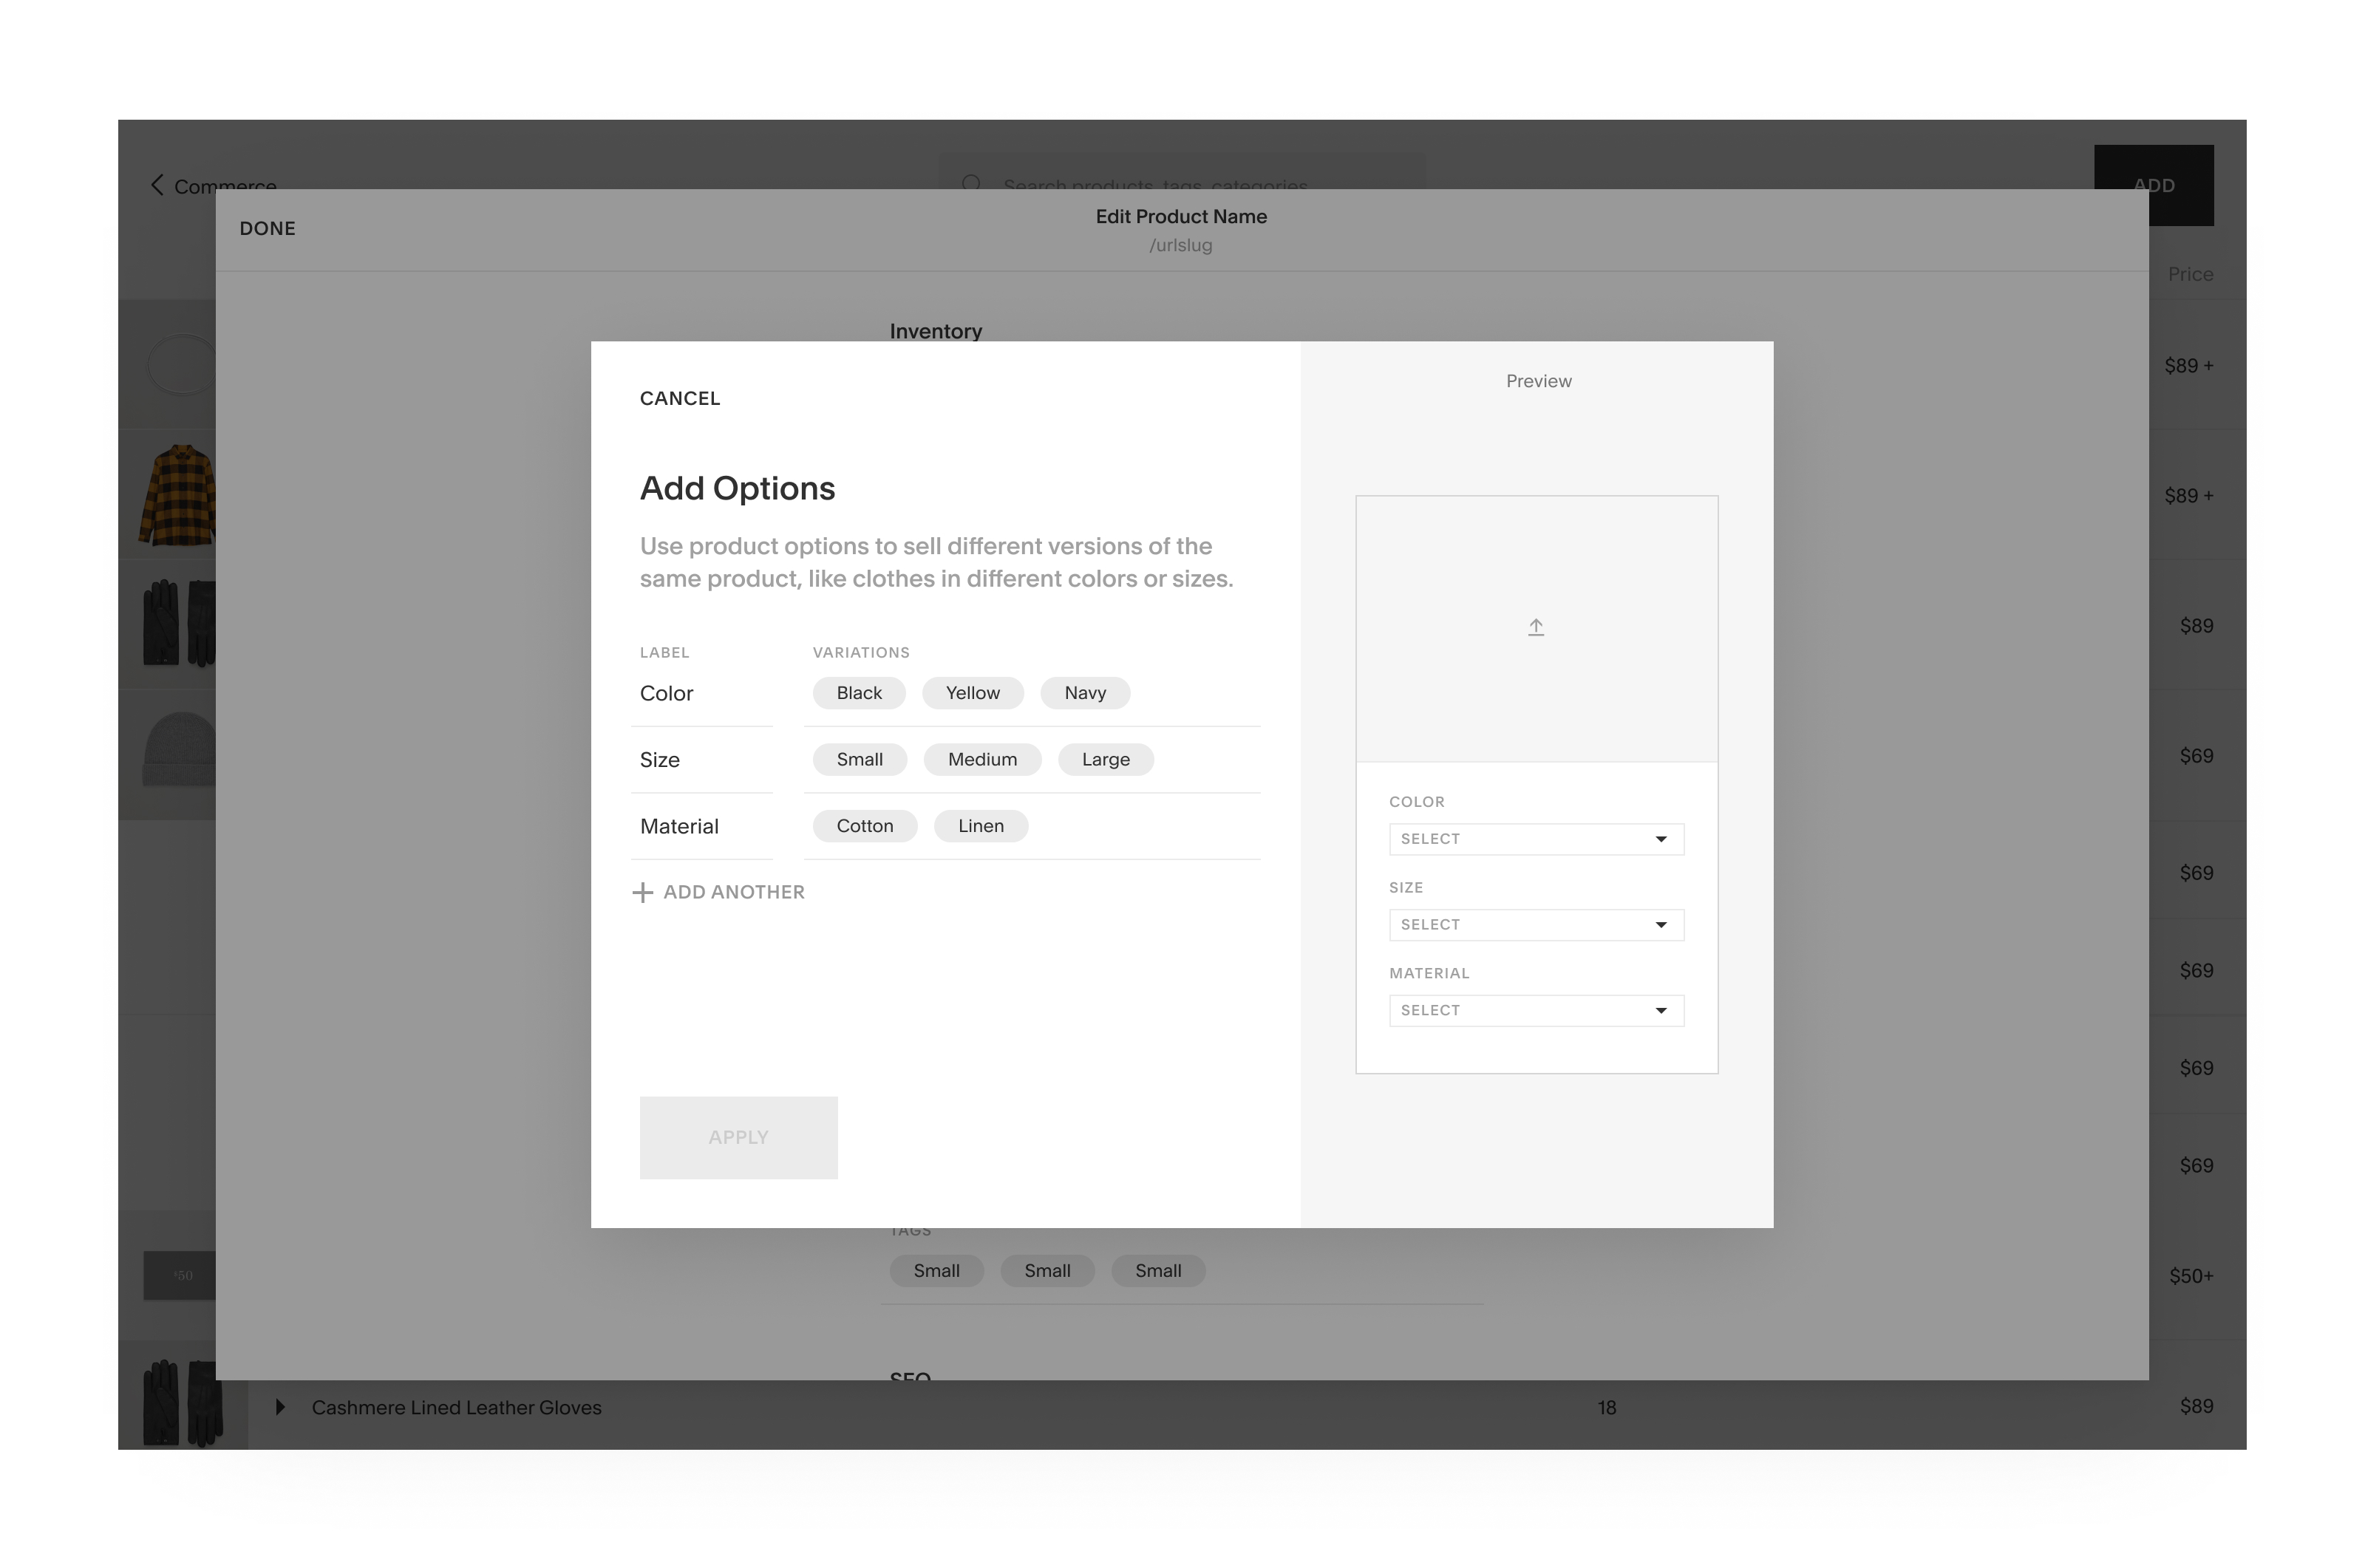 Commerce
Search products, tags, categories
ADD
DONE
Edit Product Name
/urlslug
Price
Inventory
$89 +
$89 +
$89
$69
$69
$69
$69
$69
$50+
CANCEL
Add Options
Use product options to sell different versions of the
same product, like clothes in different colors or sizes.
LABEL
VARIATIONS
Color
Black
Yellow
Navy
Size
Small
Medium
Large
Material
Cotton
Linen
ADD ANOTHER
APPLY
Preview
COLOR
SELECT
SIZE
SELECT
MATERIAL
SELECT
TAGS
Small
Small
Small
$50
SEO
Cashmere Lined Leather Gloves
18
$89